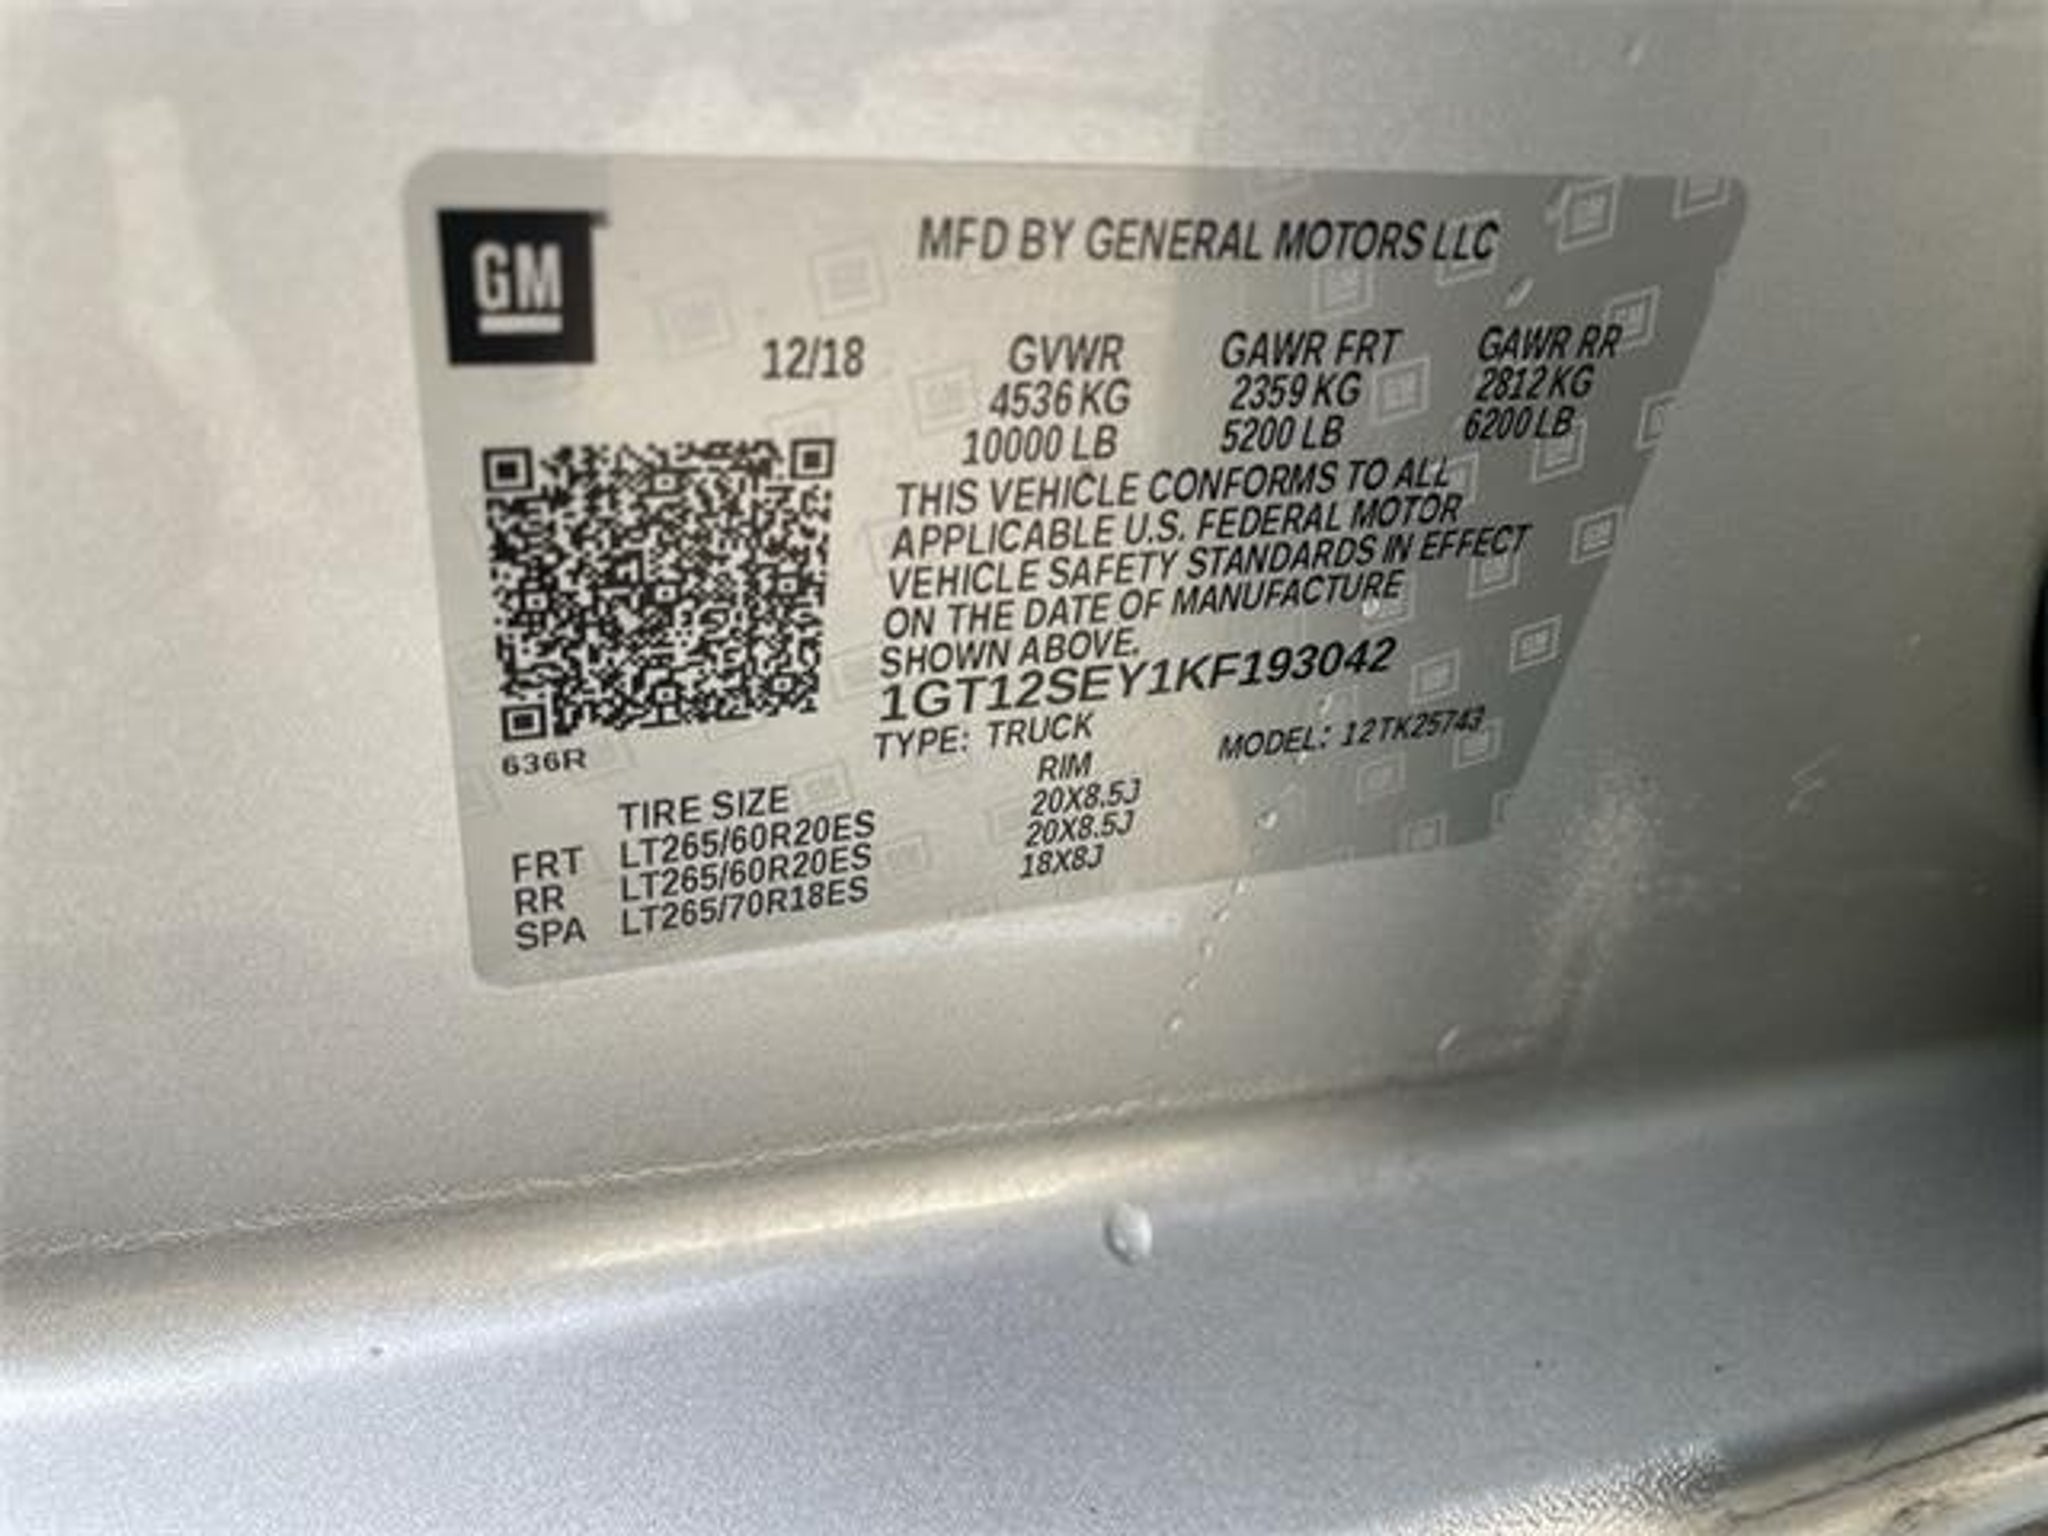 GM
MFD BY GENERAL MOTORS LLC
12/18 GVWR GAWR FRT GAWR RR
4536 KG 2359 KG 2812 KG
10000 LB 5200 LB 6200 LB
THIS VEHICLE CONFORMS TO ALL
APPLICABLE U.S. FEDERAL MOTOR
VEHICLE SAFETY STANDARDS IN EFFECT
ON THE DATE OF MANUFACTURE
SHOWN ABOVE.
1GT12SEY1KF193042
TYPE: TRUCK MODEL: 12TK25743
636R
TIRE SIZE RIM
FRT LT265/60R20ES 20X8.5J
RR LT265/60R20ES 20X8.5J
SPA LT265/70R18ES 18X8J